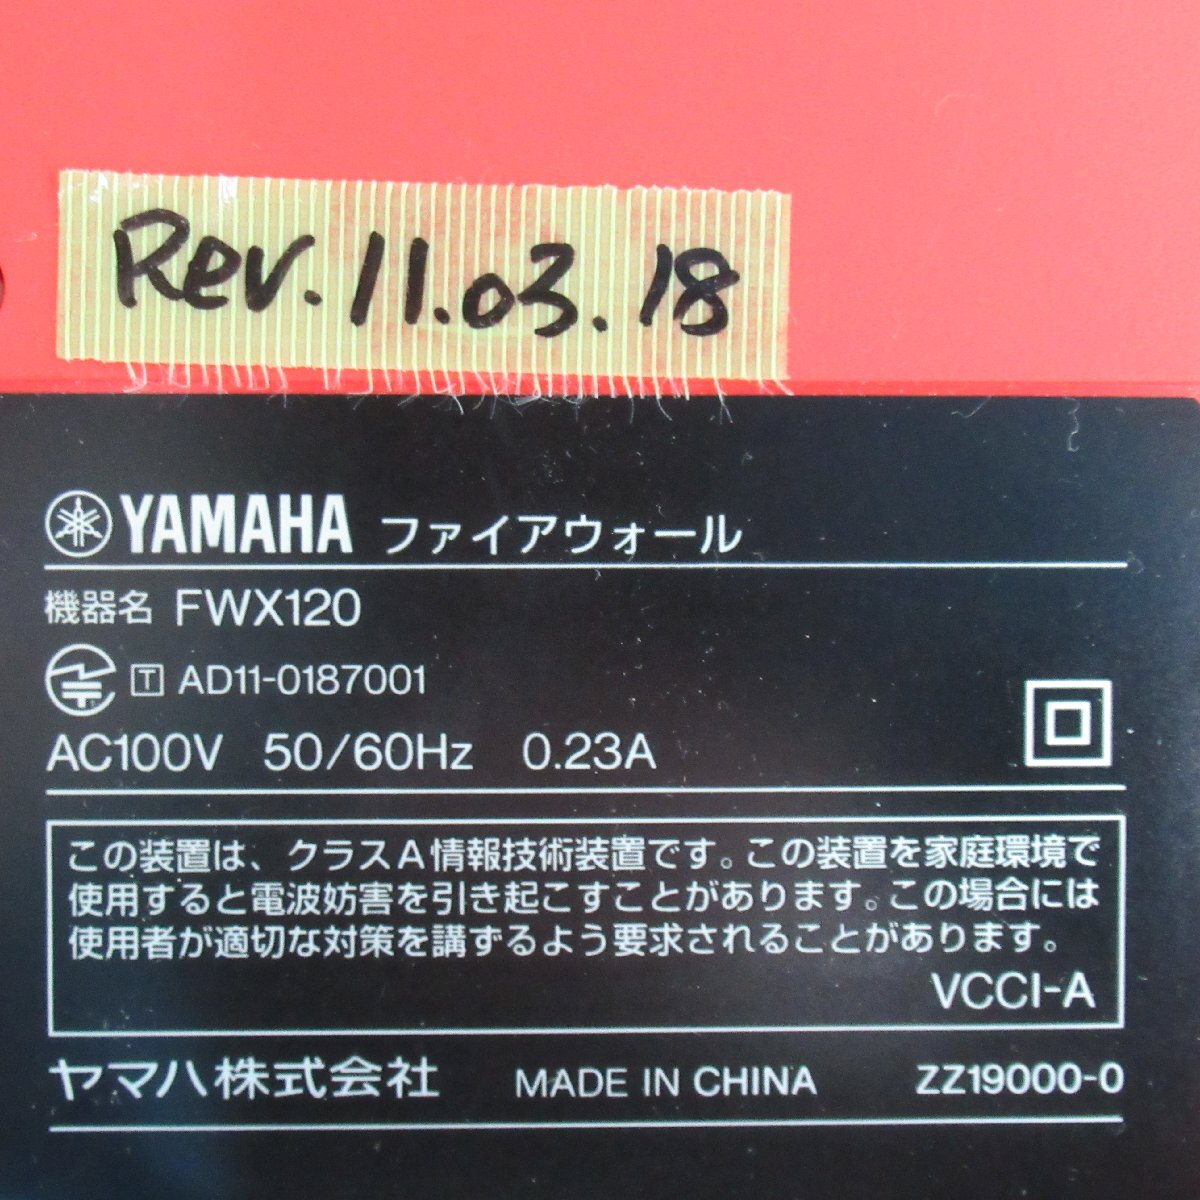 Rev.11.03.18
YAMAHA ファイアウォール
機器名 FWX120
T AD11-0187001
AC100V 50/60Hz 0.23A
この装置は、クラスA情報技術装置です。この装置を家庭環境で
使用すると電波妨害を引き起こすことがあります。この場合には
使用者が適切な対策を講ずるよう要求されることがあります。
VCCI-A
ヤマハ株式会社 MADE IN CHINA ZZ19000-0